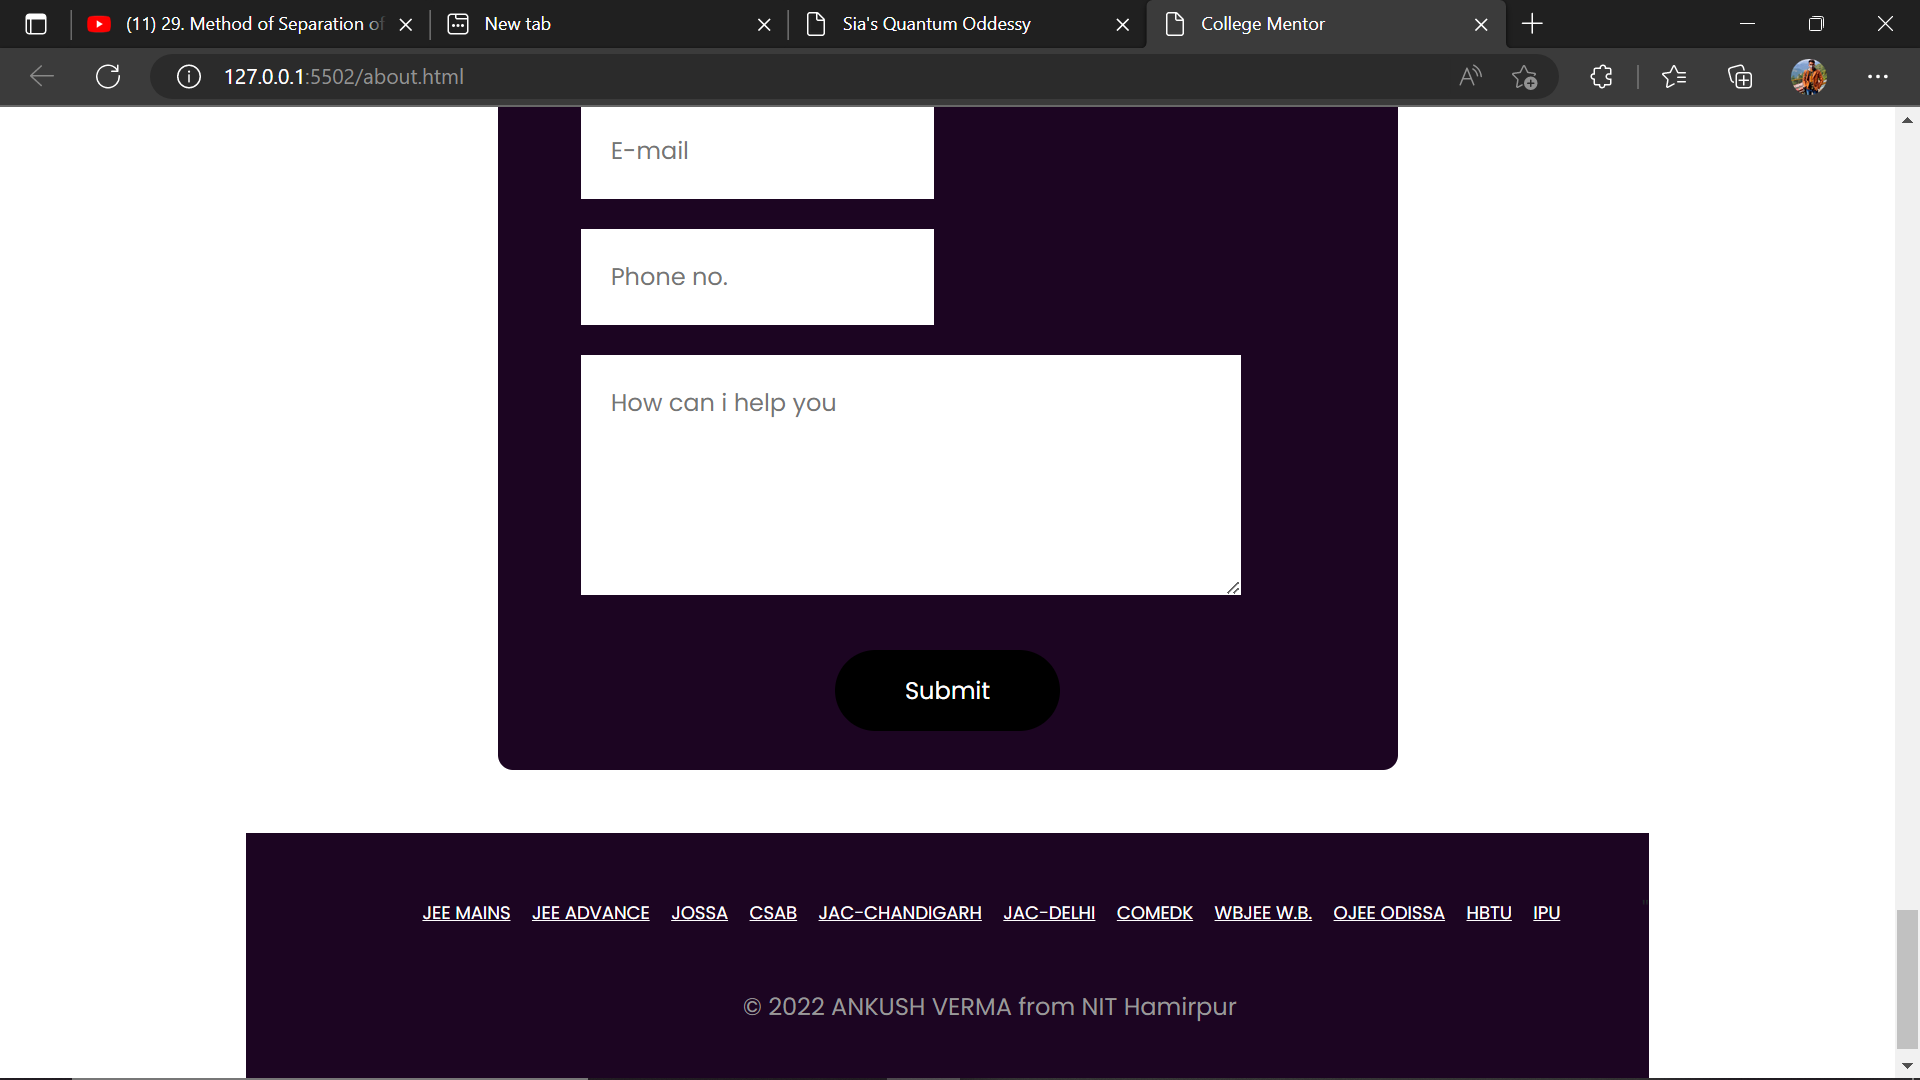 (11) 29. Method of Separation of
New tab
Sia's Quantum Oddessy
College Mentor
127.0.0.1:5502/about.html
E-mail
Phone no.
How can i help you
Submit
JEE MAINS JEE ADVANCE JOSSA CSAB JAC-CHANDIGARH JAC-DELHI COMEDK WBJEE W.B. OJEE ODISSA HBTU IPU
© 2022 ANKUSH VERMA from NIT Hamirpur